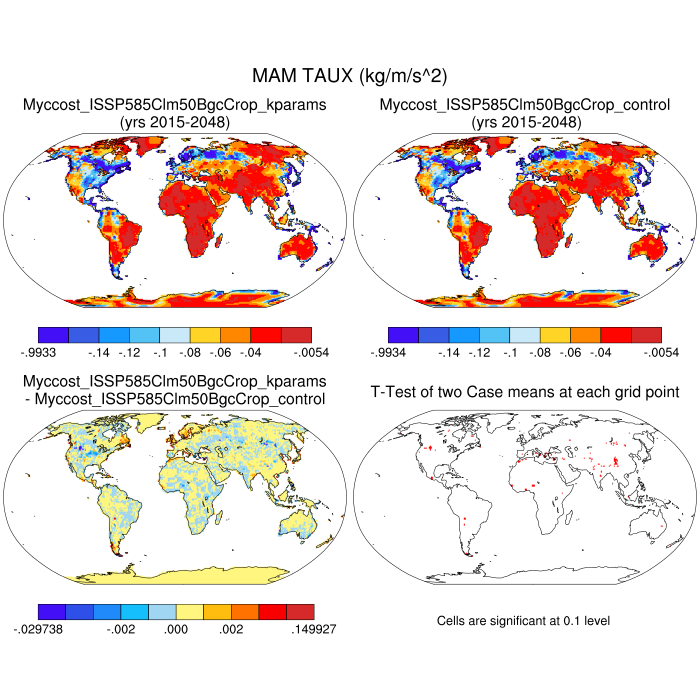 MAM TAUX (kg/m/s^2)
Myccost_ISSP585Clm50BgcCrop_kparams
(yrs 2015-2048)
Myccost_ISSP585Clm50BgcCrop_control
(yrs 2015-2048)
-.9933 -.14 -.12 -.1 -.08 -.06 -.04 -.0054
-.9934 -.14 -.12 -.1 -.08 -.06 -.04 -.0054
Myccost_ISSP585Clm50BgcCrop_kparams
- Myccost_ISSP585Clm50BgcCrop_control
T-Test of two Case means at each grid point
-.029738 -.002 .000 .002 .149927
Cells are significant at 0.1 level